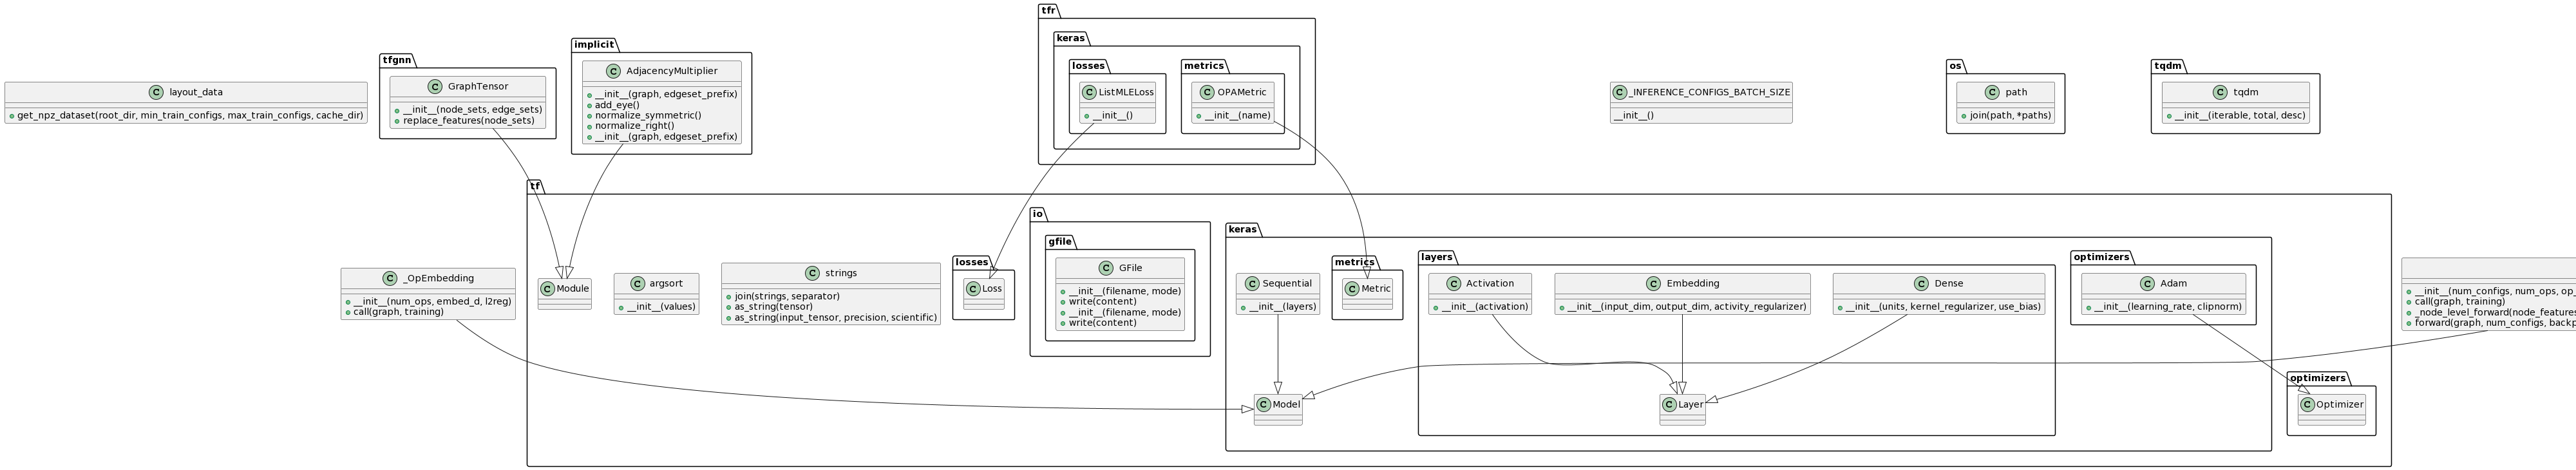 layout_data
get_npz_dataset(root_dir, min_train_configs, max_train_configs, cache_dir)
tfgnn
GraphTensor
__init__(node_sets, edge_sets)
replace_features(node_sets)
implicit
AdjacencyMultiplier
__init__(graph, edgeset_prefix)
add_eye()
normalize_symmetric()
normalize_right()
__init__(graph, edgeset_prefix)
tfr
keras
losses
ListMLELoss
__init__()
metrics
OPAMetric
__init__(name)
_INFERENCE_CONFIGS_BATCH_SIZE
__init__()
os
path
join(path, *paths)
tqdm
tqdm
__init__(iterable, total, desc)
_OpEmbedding
__init__(num_ops, embed_d, l2reg)
call(graph, training)
tf
Module
argsort
__init__(values)
strings
join(strings, separator)
as_string(tensor)
as_string(input_tensor, precision, scientific)
losses
Loss
io
gfile
GFile
__init__(filename, mode)
write(content)
__init__(filename, mode)
write(content)
keras
Sequential
__init__(layers)
metrics
Metric
layers
Activation
__init__(activation)
Embedding
__init__(input_dim, output_dim, activity_regularizer)
Dense
__init__(units, kernel_regularizer, use_bias)
optimizers
Adam
__init__(learning_rate, clipnorm)
Model
Layer
optimizers
Optimizer
__init__(num_configs, num_ops, op_
call(graph, training)
_node_level_forward(node_features
forward(graph, num_configs, backp